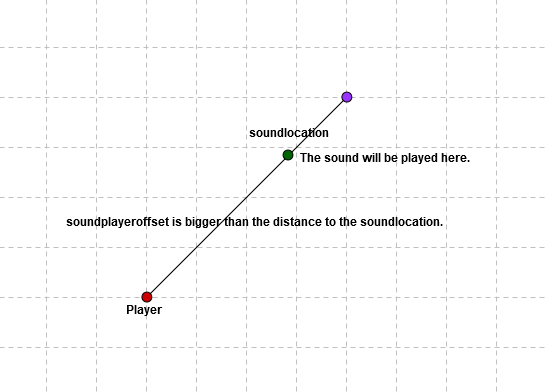 soundlocation
The sound will be played here.
soundplayeroffset is bigger than the distance to the soundlocation.
Player